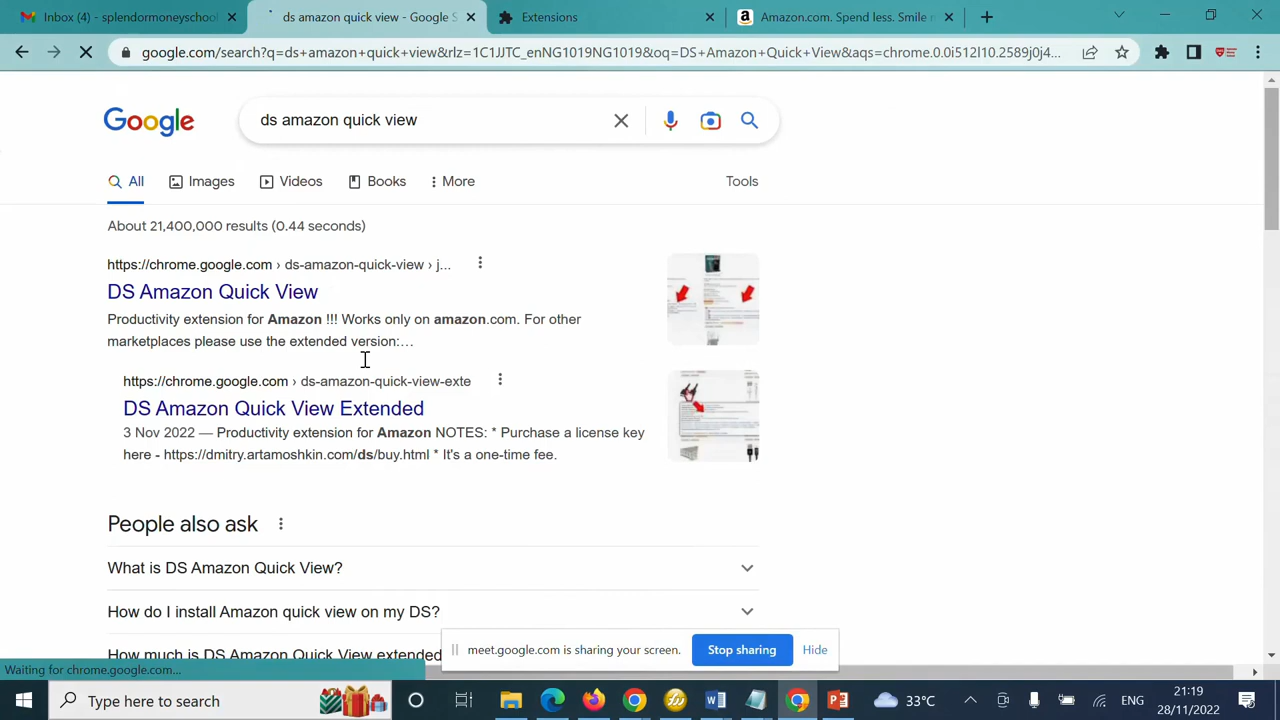 Inbox (4) - splendormoneyschool
ds amazon quick view - Google S
Extensions
Amazon.com. Spend less. Smile m
google.com/search?q=ds+amazon+quick+view&rlz=1C1JJTC_enNG1019NG1019&oq=DS+Amazon+Quick+View&aqs=chrome.0.0i512l10.2589j0j4...
Google
ds amazon quick view
All Images Videos Books More Tools
About 21,400,000 results (0.44 seconds)
https://chrome.google.com › ds-amazon-quick-view › j...
DS Amazon Quick View
Productivity extension for Amazon !!! Works only on amazon.com. For other
marketplaces please use the extended version:...
https://chrome.google.com › ds-amazon-quick-view-exte
DS Amazon Quick View Extended
3 Nov 2022 — Productivity extension for Amazon NOTES: * Purchase a license key
here - https://dmitry.artamoshkin.com/ds/buy.html * It's a one-time fee.
People also ask
What is DS Amazon Quick View?
How do I install Amazon quick view on my DS?
How much is DS Amazon Quick View extended
meet.google.com is sharing your screen. Stop sharing Hide
Waiting for chrome.google.com...
Type here to search
33°C
ENG
21:19
28/11/2022